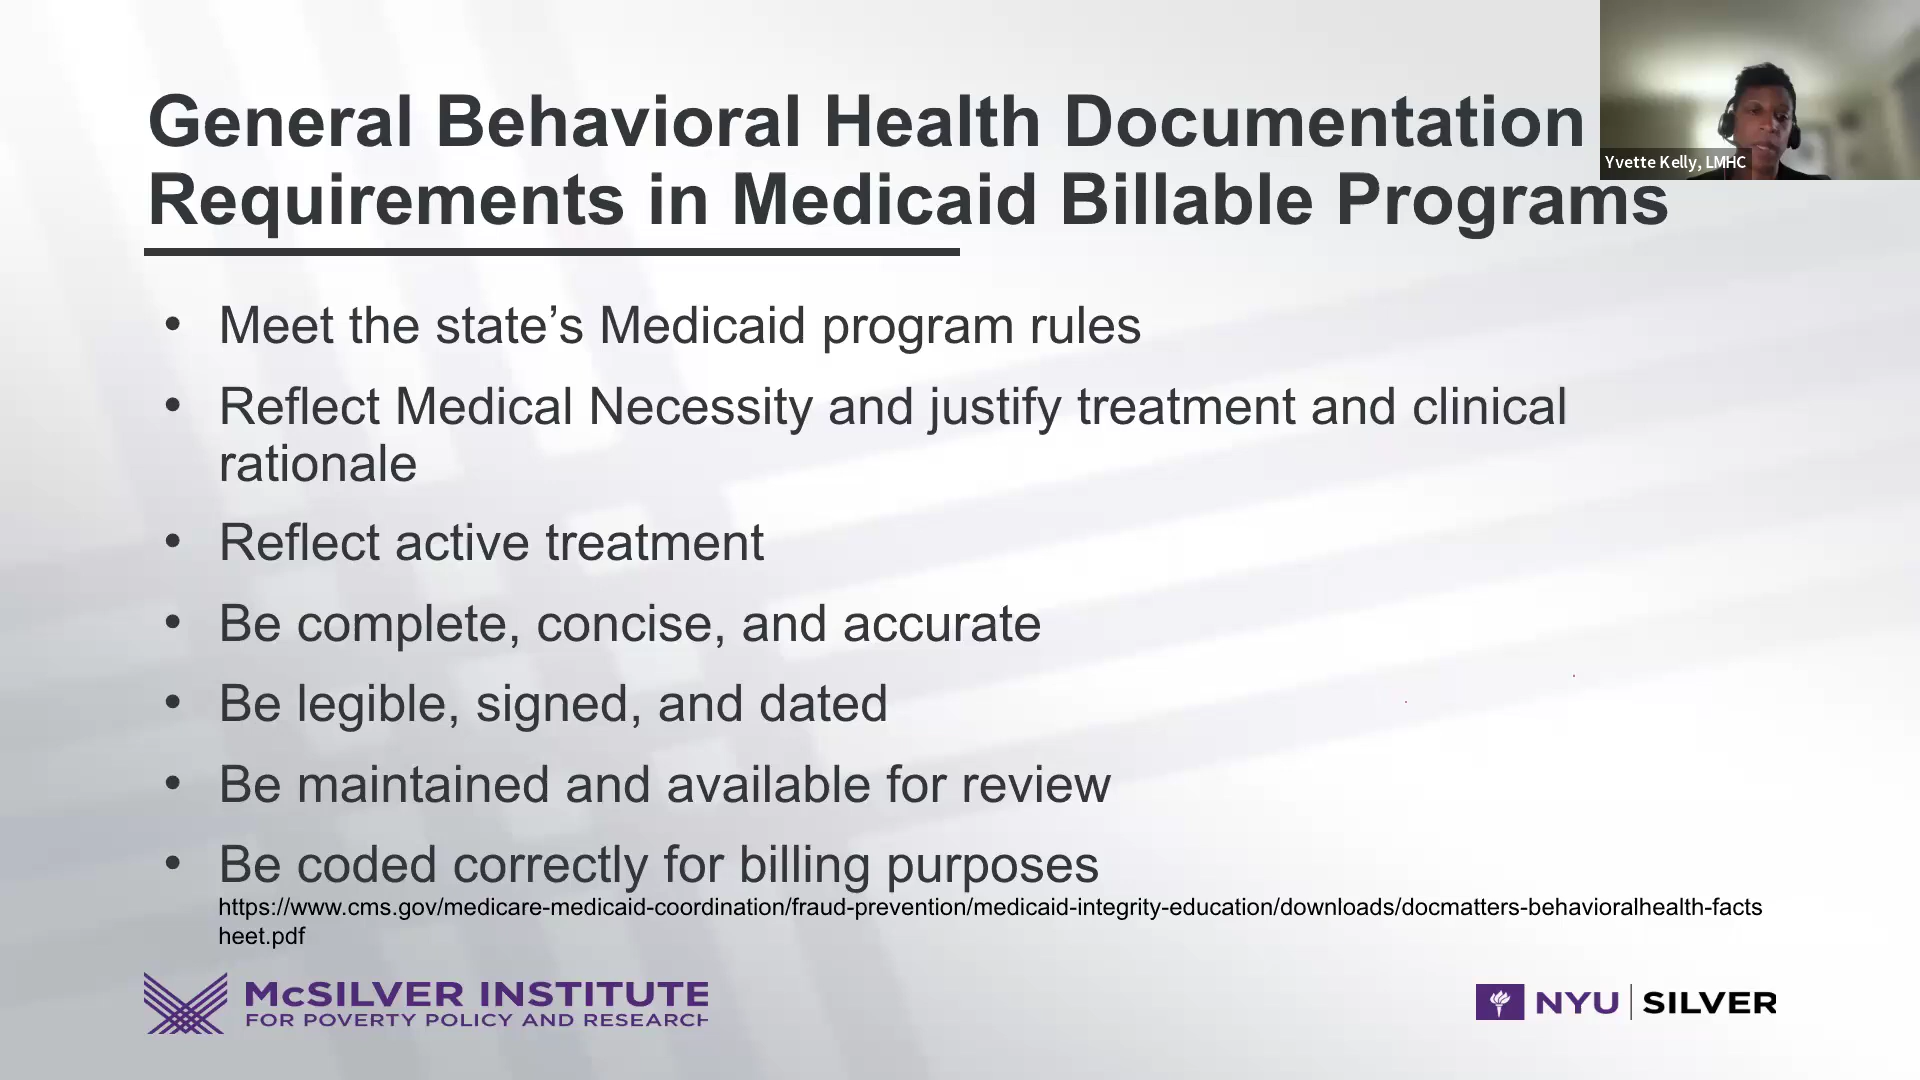 General Behavioral Health Documentation
Requirements in Medicaid Billable Programs
Yvette Kelly, LMHC
• Meet the state’s Medicaid program rules
• Reflect Medical Necessity and justify treatment and clinical
rationale
• Reflect active treatment
• Be complete, concise, and accurate
• Be legible, signed, and dated
• Be maintained and available for review
• Be coded correctly for billing purposes
https://www.cms.gov/medicare-medicaid-coordination/fraud-prevention/medicaid-integrity-education/downloads/docmatters-behavioralhealth-facts
heet.pdf
McSILVER INSTITUTE
FOR POVERTY POLICY AND RESEARCH
NYU SILVER